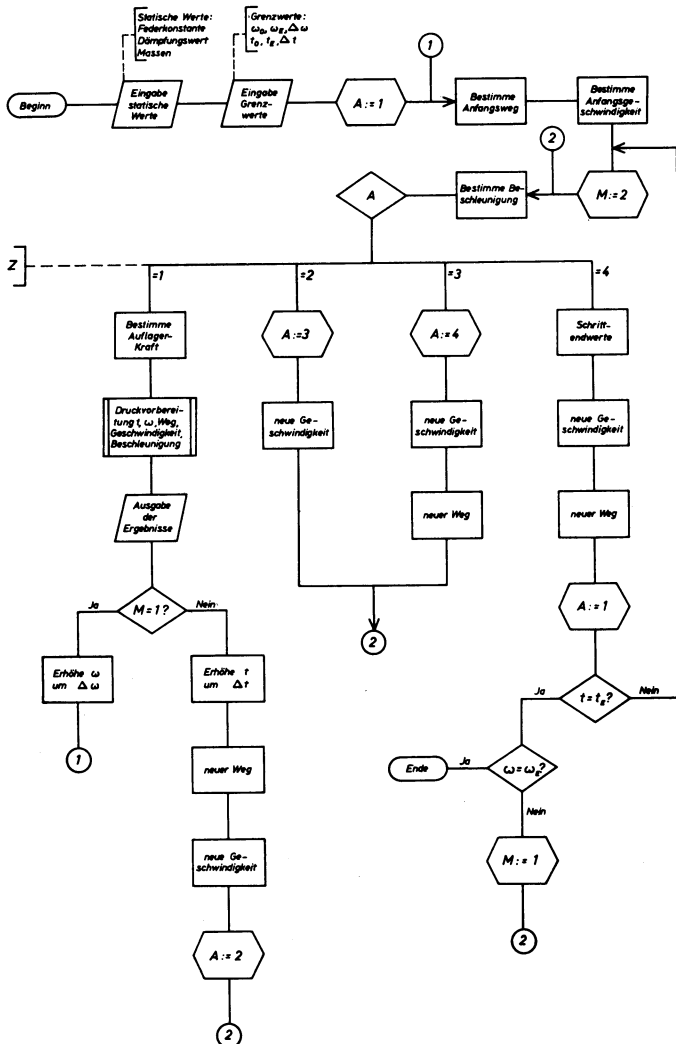 Statische Werte:
Federkonstante
Dämpfungswert
Massen
Grenzwerte:
ω₀, ω_E, Δω
t₀, t_E, Δt
1
Beginn
Eingabe
statische
Werte
Eingabe
Grenz-
werte
A:=1
Bestimme
Anfangsweg
Bestimme
Anfangsge-
schwindigkeit
2
A
Bestimme Be-
schleunigung
M:=2
Z
=1
=2
=3
=4
Bestimme
Auflager-
Kraft
A:=3
A:=4
Schritt-
endwerte
Druckvorberei-
tung t, ω, Weg,
Geschwindigkeit,
Beschleunigung
neue Ge-
schwindigkeit
neue Ge-
schwindigkeit
neue Ge-
schwindigkeit
Ausgabe
der
Ergebnisse
neuer Weg
neuer Weg
Ja
M=1?
Nein
A:=1
2
Erhöhe ω
um Δω
Erhöhe t
um Δt
Ja
t=t_E?
Nein
1
neuer Weg
Ende
Ja
ω=ω_E?
Nein
neue Ge-
schwindigkeit
M:=1
A:=2
2
2